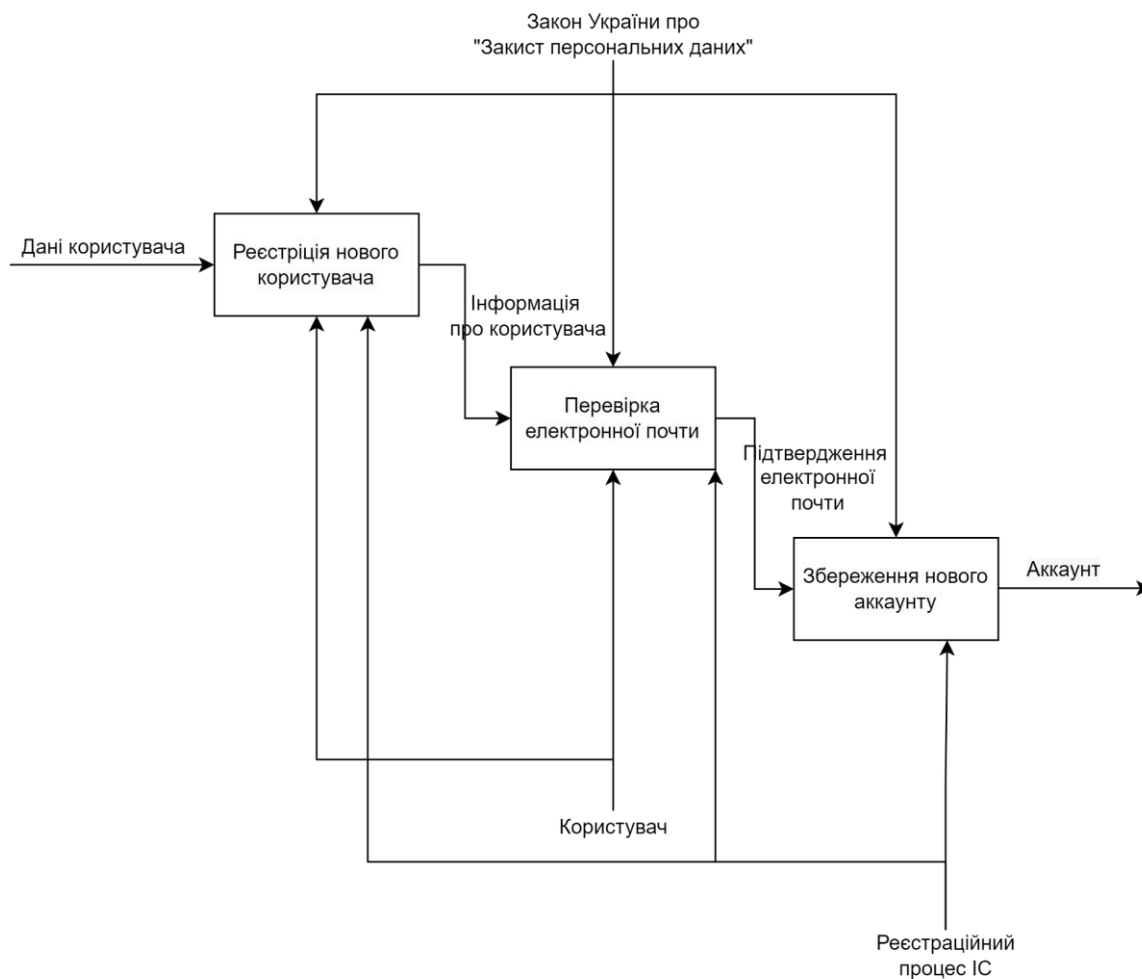 Закон України про
"Закист персональних даних"
Дані користувача
Реєстріція нового
користувача
Інформація
про користувача
Перевірка
електронної почти
Підтвердження
електронної
почти
Збереження нового
аккаунту
Аккаунт
Користувач
Реєстраційний
процес ІС